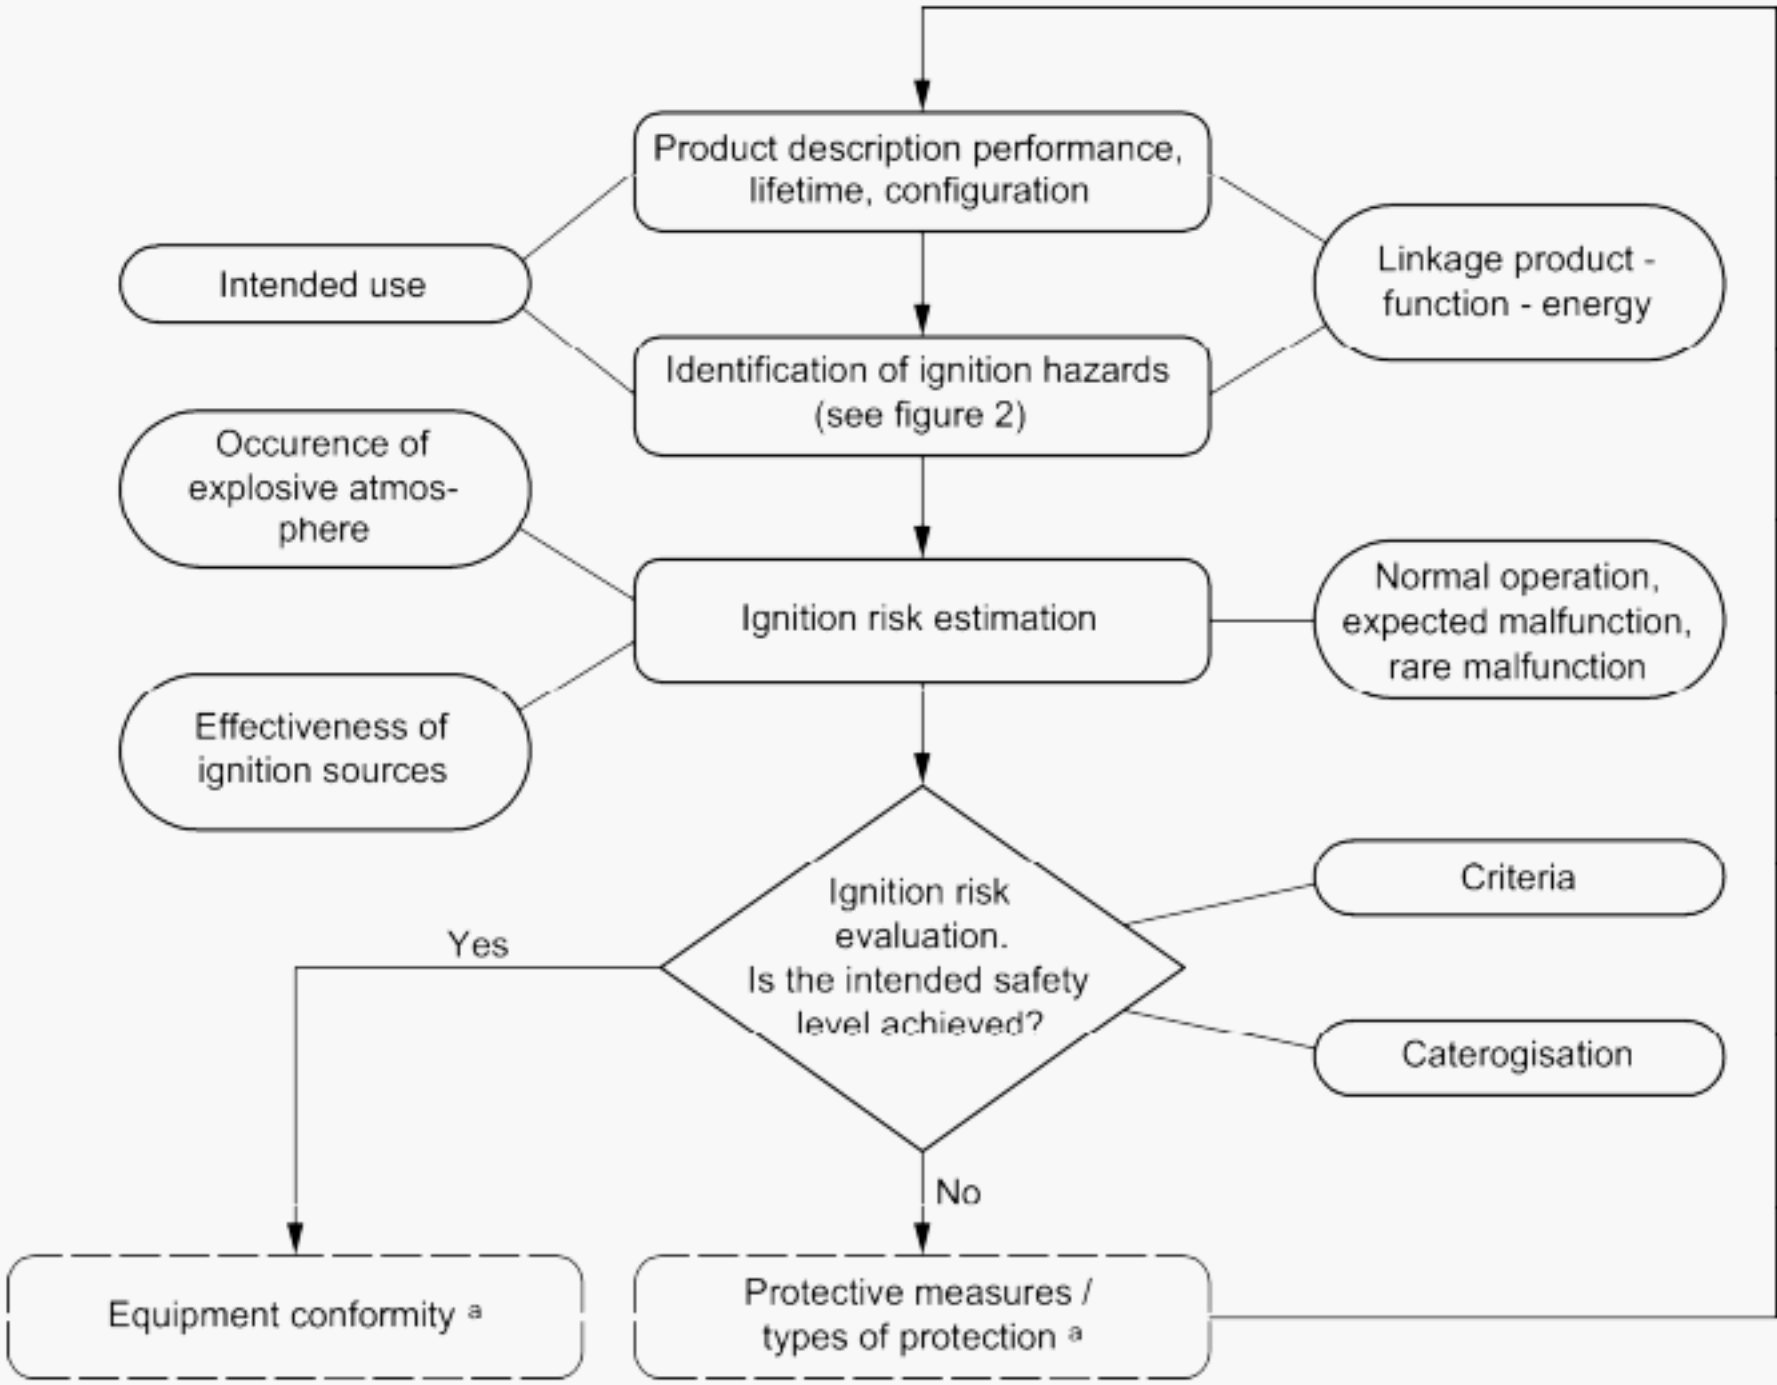 Product description performance,
lifetime, configuration
Intended use
Linkage product -
function - energy
Identification of ignition hazards
(see figure 2)
Occurence of
explosive atmos-
phere
Ignition risk estimation
Normal operation,
expected malfunction,
rare malfunction
Effectiveness of
ignition sources
Ignition risk
evaluation.
Is the intended safety
level achieved?
Criteria
Caterogisation
Yes
No
Equipment conformity a
Protective measures /
types of protection a